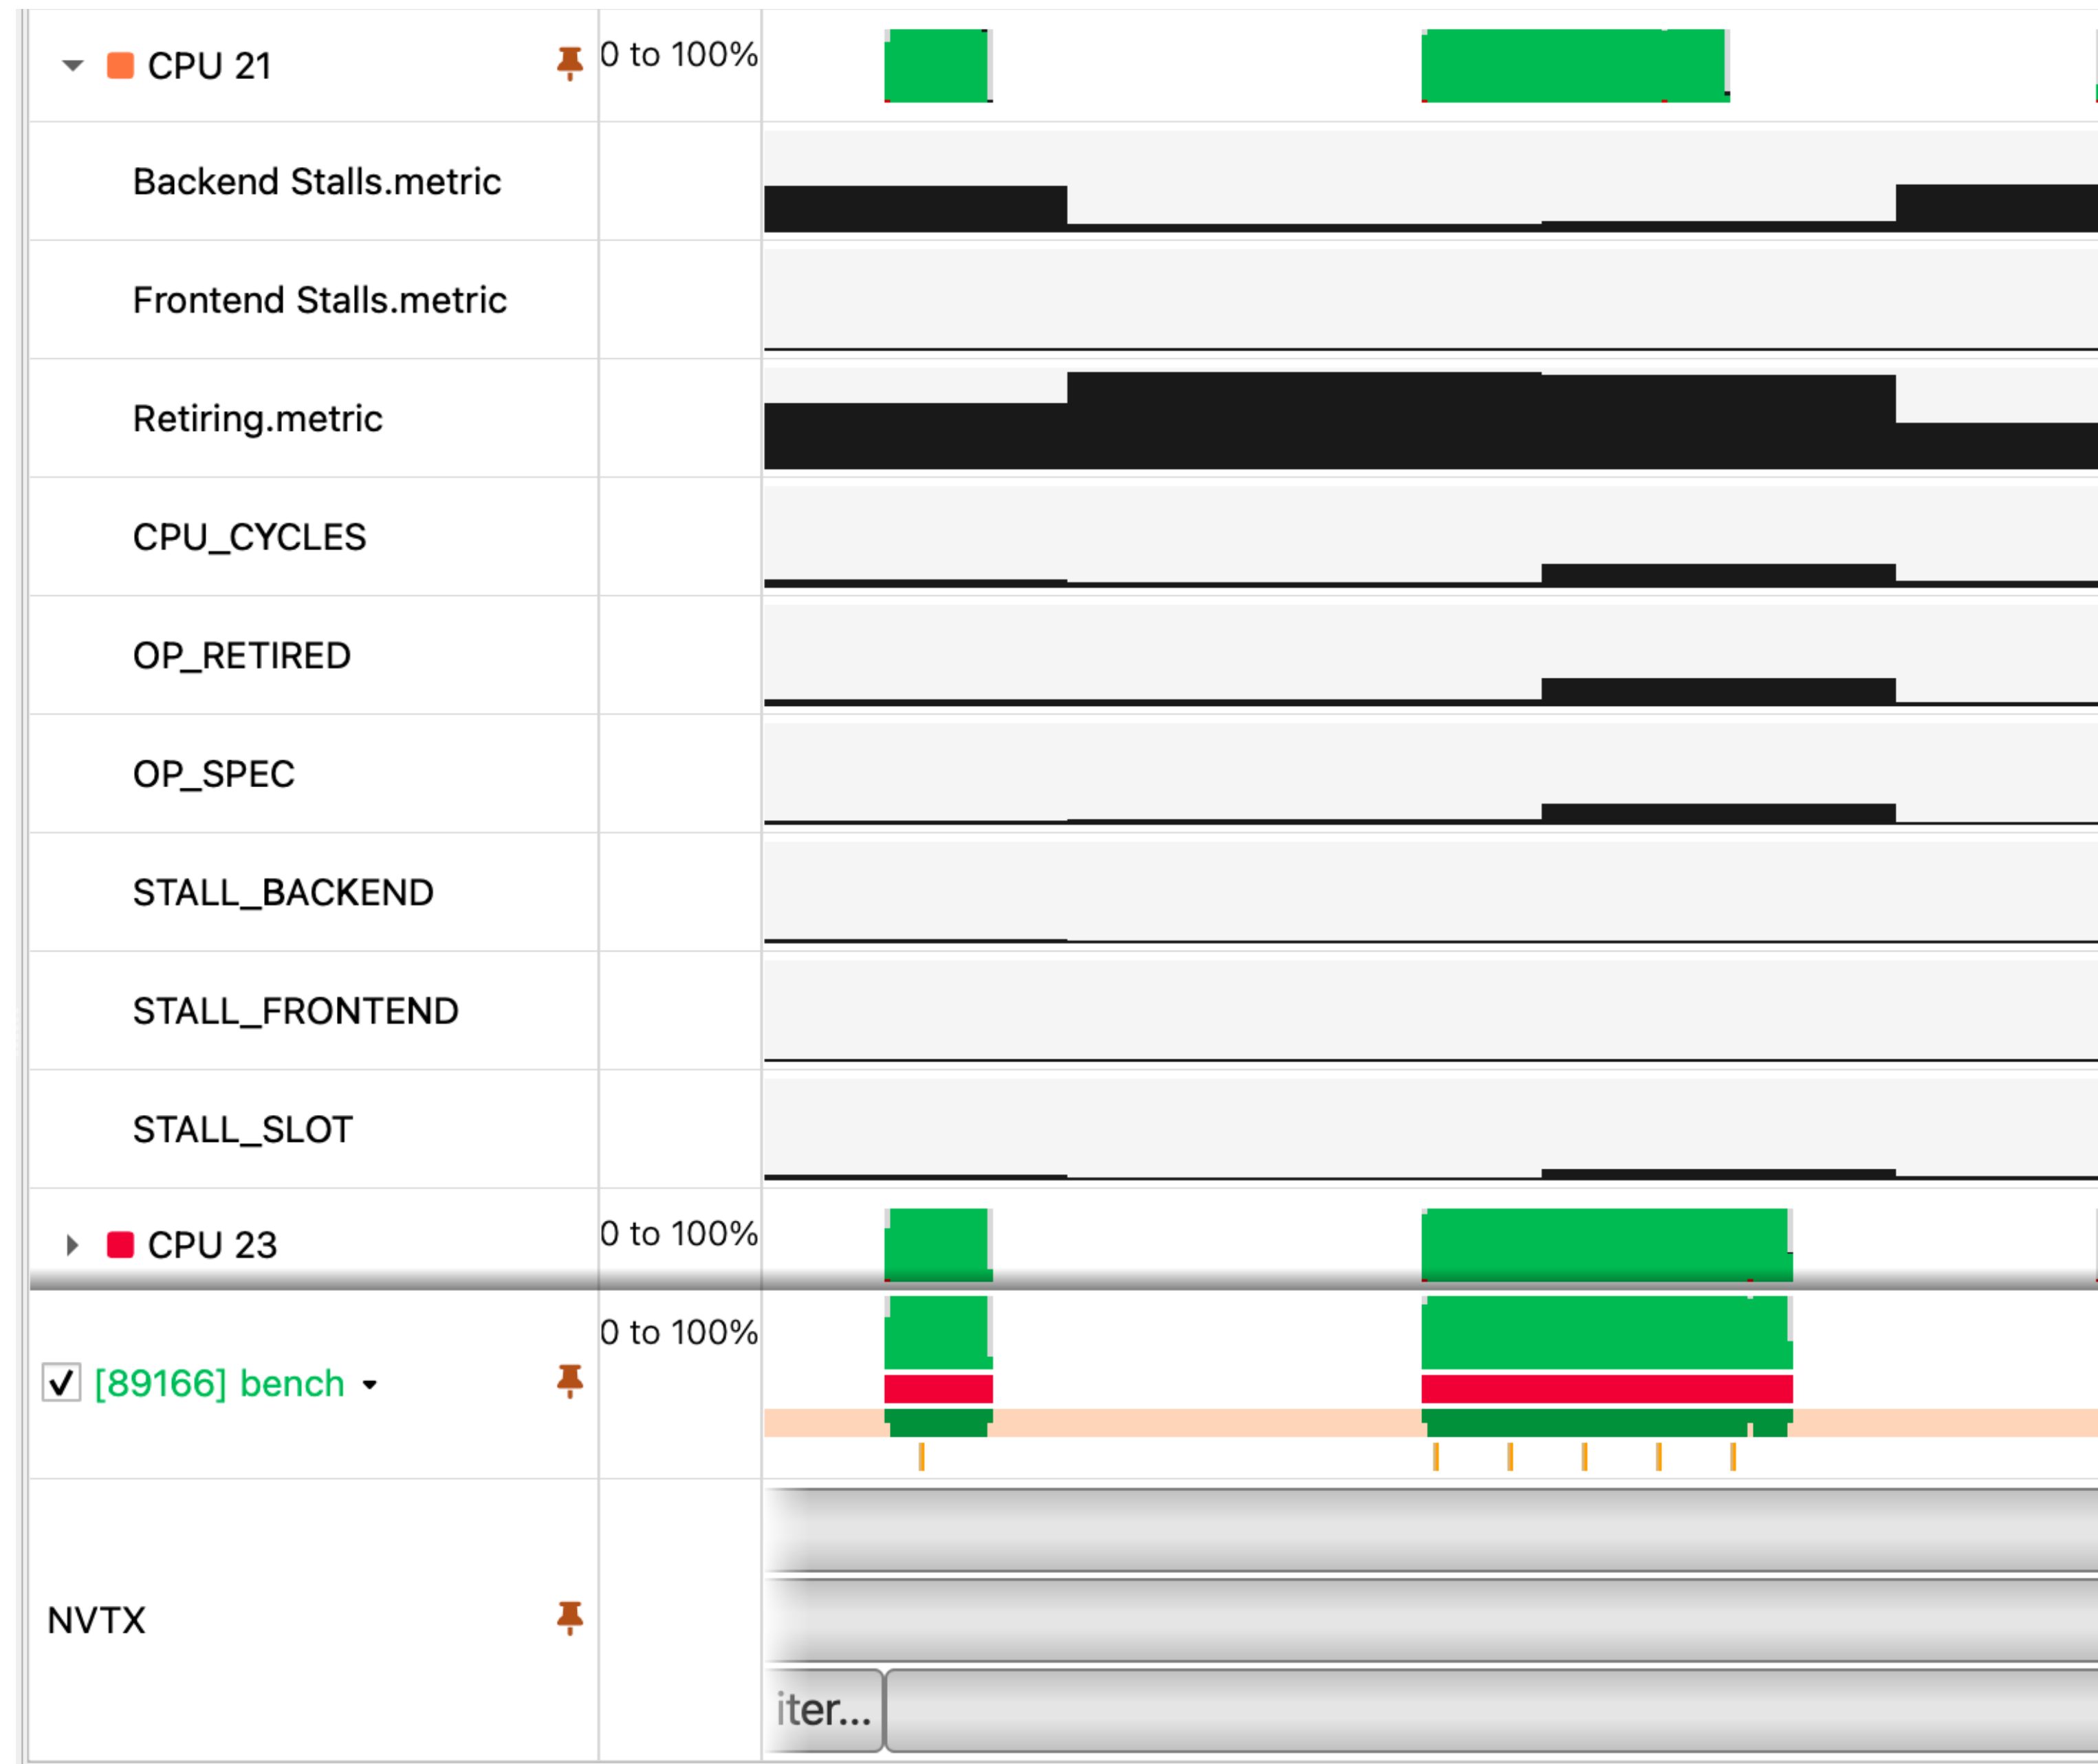 CPU 21
0 to 100%
Backend Stalls.metric
Frontend Stalls.metric
Retiring.metric
CPU_CYCLES
OP_RETIRED
OP_SPEC
STALL_BACKEND
STALL_FRONTEND
STALL_SLOT
CPU 23
0 to 100%
0 to 100%
[89166] bench
NVTX
iter...